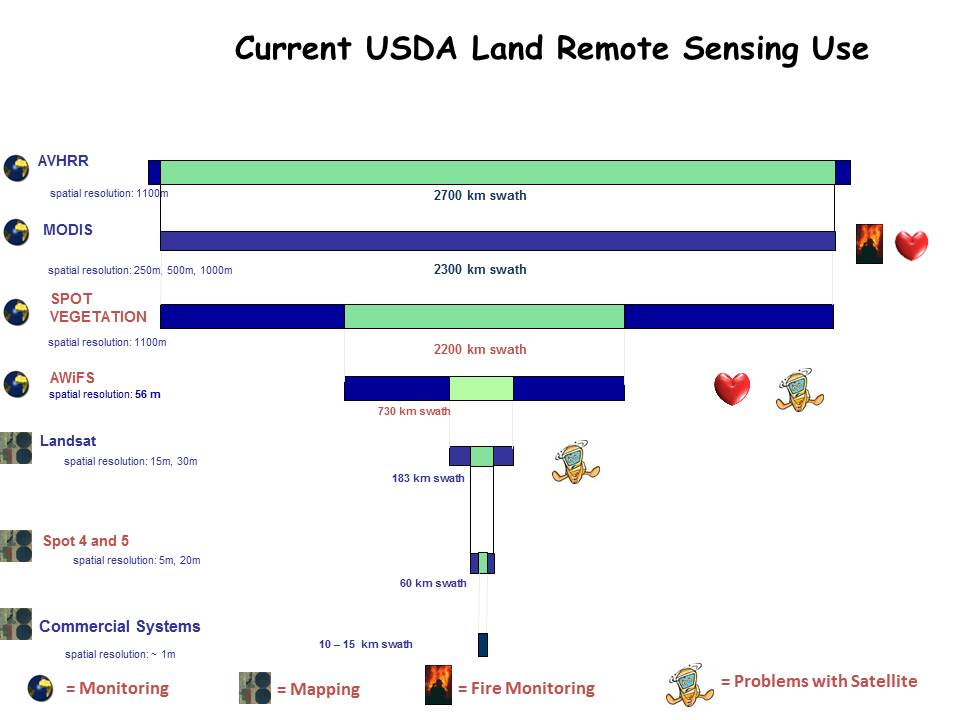 Current USDA Land Remote Sensing Use
AVHRR
spatial resolution: 1100m
2700 km swath
MODIS
spatial resolution: 250m, 500m, 1000m
2300 km swath
SPOT
VEGETATION
spatial resolution: 1100m
2200 km swath
AWiFS
spatial resolution: 56 m
730 km swath
Landsat
spatial resolution: 15m, 30m
183 km swath
Spot 4 and 5
spatial resolution: 5m, 20m
60 km swath
Commercial Systems
10 – 15 km swath
spatial resolution: ~ 1m
= Monitoring
= Mapping
= Fire Monitoring
= Problems with Satellite